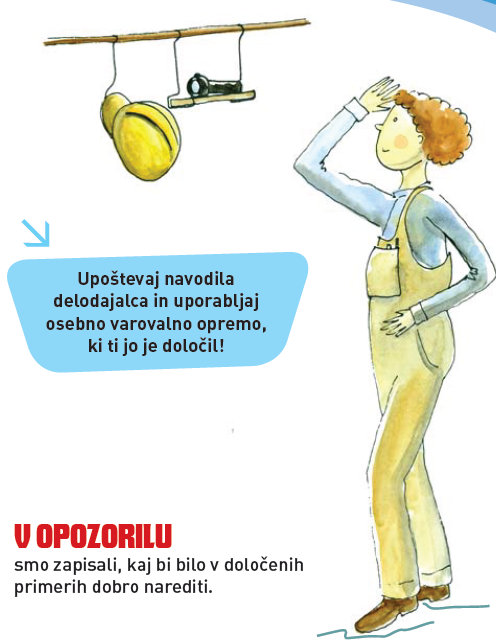 Upoštevaj navodila
delodajalca in uporabljaj
osebno varovalno opremo,
ki ti jo je določil!
V OPOZORILU
smo zapisali, kaj bi bilo v določenih
primerih dobro narediti.